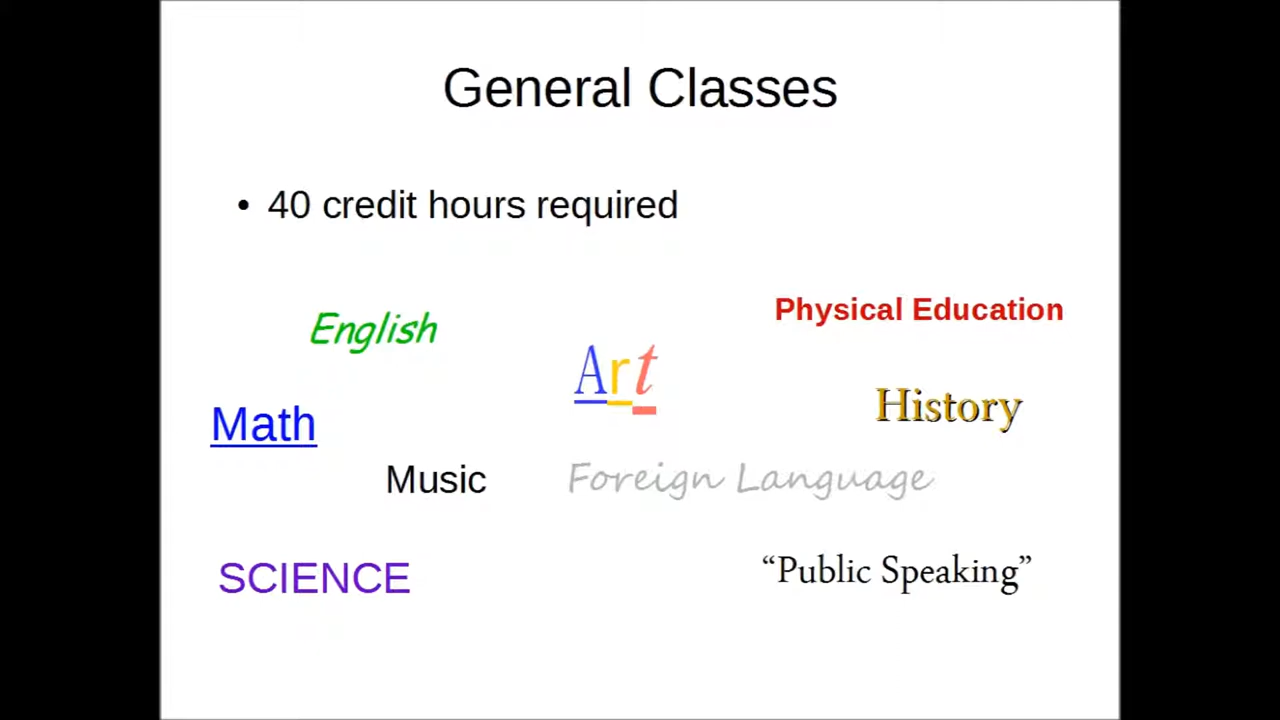 General Classes
• 40 credit hours required
English
Physical Education
Art
History
Math
Music
Foreign Language
SCIENCE
“Public Speaking”